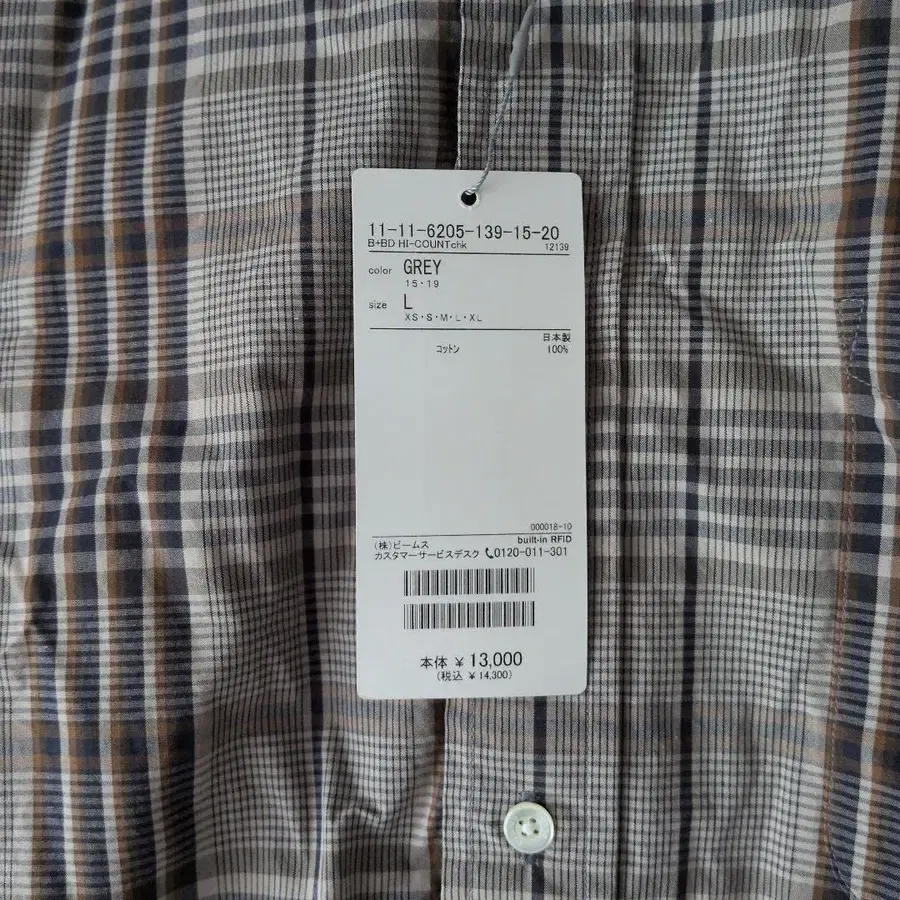 11-11-6205-139-15-20
B+BD HI-COUNTchk 12139
color GREY
15・19
size L
XS・S・M・L・XL
日本製
コットン 100%
000018-10
built-in RFID
(株)ビームス
カスタマーサービスデスク 0120-011-301
本体 ¥ 13,000
(税込 ¥ 14,300)